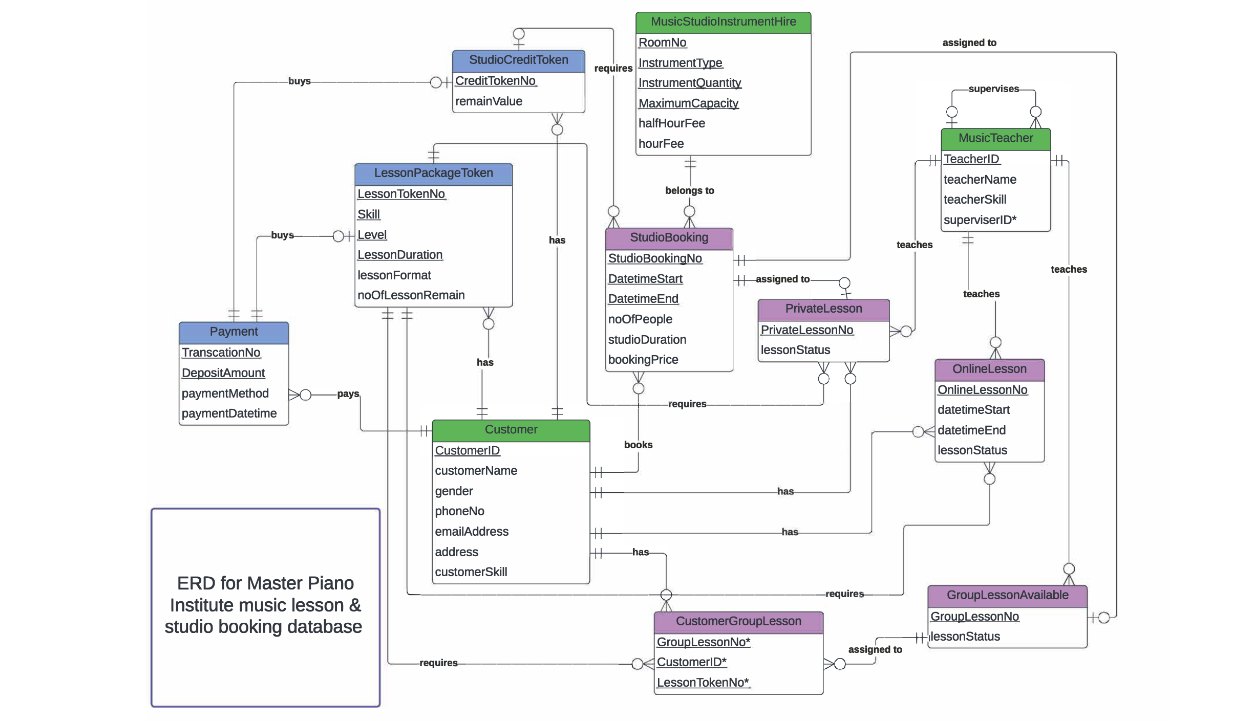 MusicStudioInstrumentHire
RoomNo
InstrumentType
InstrumentQuantity
MaximumCapacity
halfHourFee
hourFee
assigned to
StudioCreditToken
CreditTokenNo
remainValue
requires
buys
supervises
MusicTeacher
TeacherID
teacherName
teacherSkill
superviserID*
LessonPackageToken
LessonTokenNo
Skill
Level
LessonDuration
lessonFormat
noOfLessonRemain
belongs to
buys
has
StudioBooking
StudioBookingNo
DatetimeStart
DatetimeEnd
noOfPeople
studioDuration
bookingPrice
teaches
teaches
teaches
assigned to
PrivateLesson
PrivateLessonNo
lessonStatus
Payment
TranscationNo
DepositAmount
paymentMethod
paymentDatetime
has
pays
requires
OnlineLesson
OnlineLessonNo
datetimeStart
datetimeEnd
lessonStatus
Customer
CustomerID
customerName
gender
phoneNo
emailAddress
address
customerSkill
books
has
has
has
requires
ERD for Master Piano
Institute music lesson &
studio booking database
GroupLessonAvailable
GroupLessonNo
lessonStatus
CustomerGroupLesson
GroupLessonNo*
CustomerID*
LessonTokenNo*
assigned to
requires